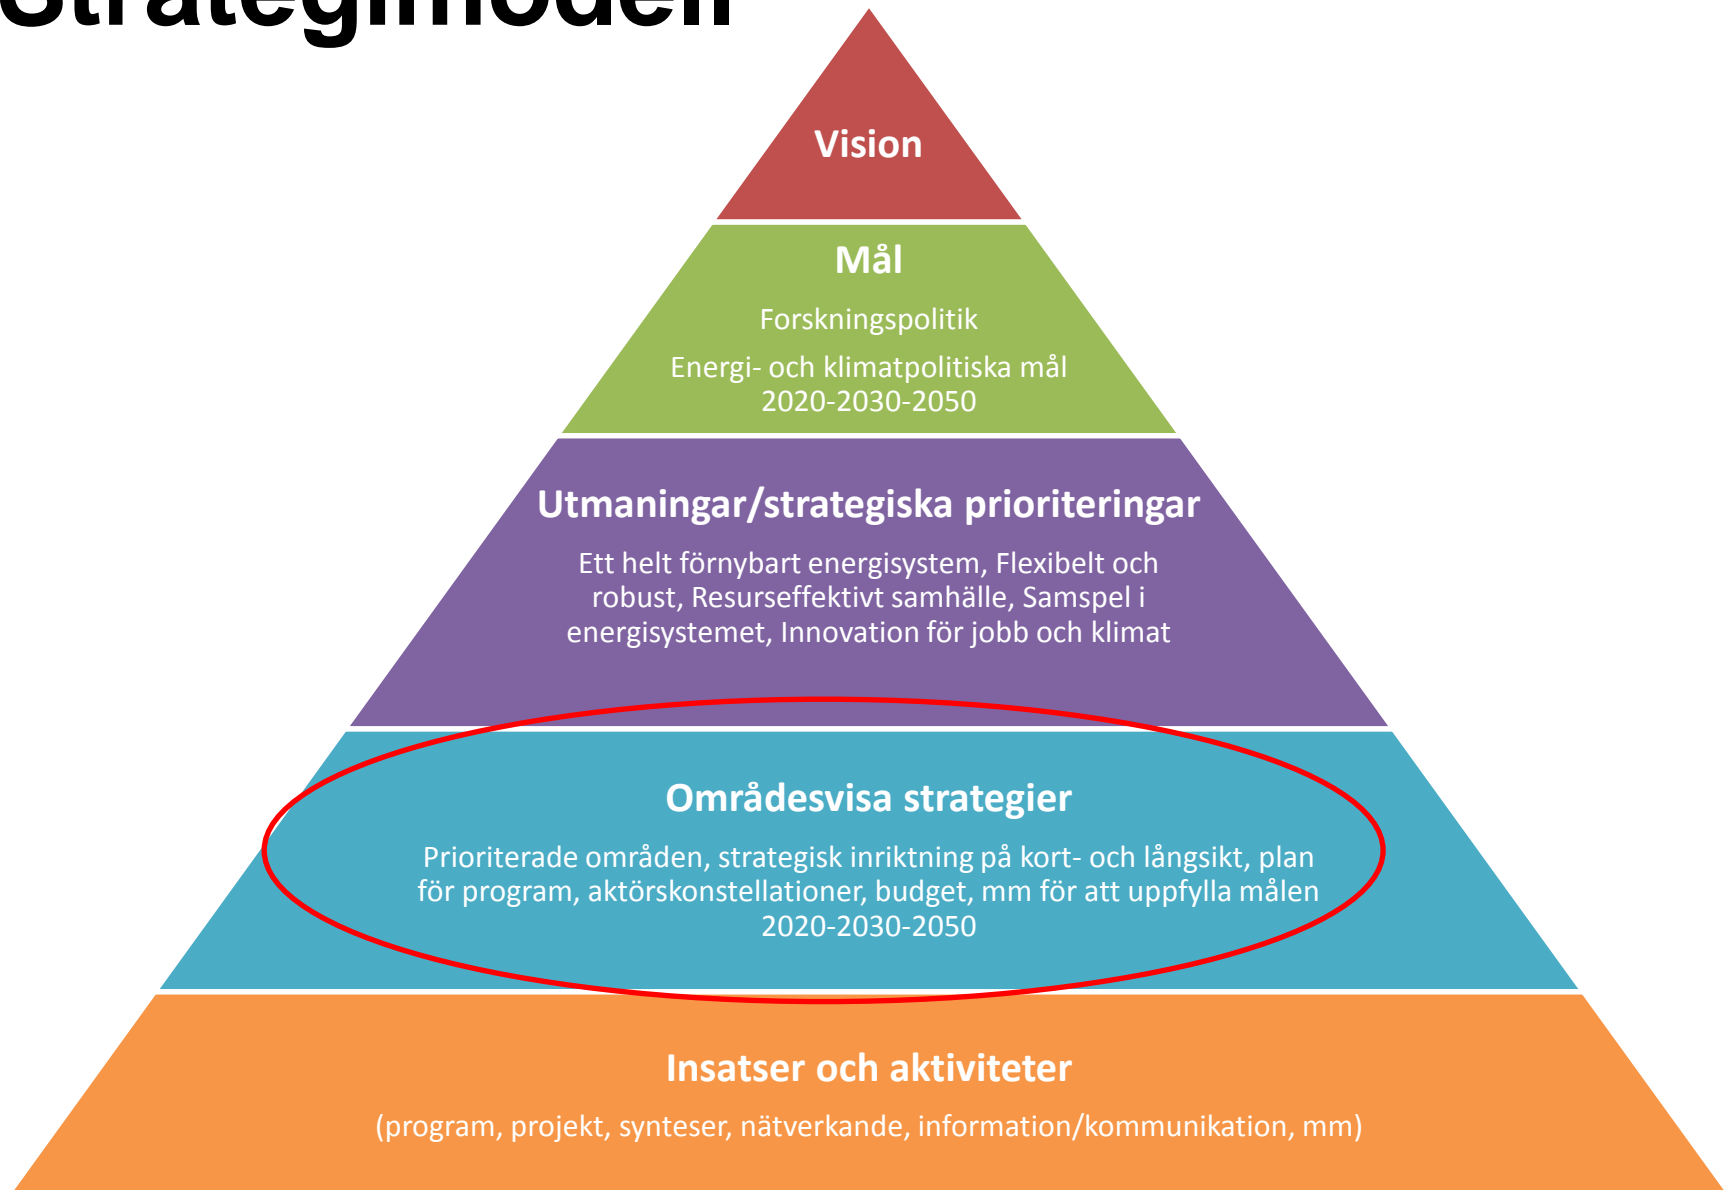 Strategimodell
Vision
Mål
Forskningspolitik
Energi- och klimatpolitiska mål
2020-2030-2050
Utmaningar/strategiska prioriteringar
Ett helt förnybart energisystem, Flexibelt och
robust, Resurseffektivt samhälle, Samspel i
energisystemet, Innovation för jobb och klimat
Områdesvisa strategier
Prioriterade områden, strategisk inriktning på kort- och långsikt, plan
för program, aktörskonstellationer, budget, mm för att uppfylla målen
2020-2030-2050
Insatser och aktiviteter
(program, projekt, synteser, nätverkande, information/kommunikation, mm)